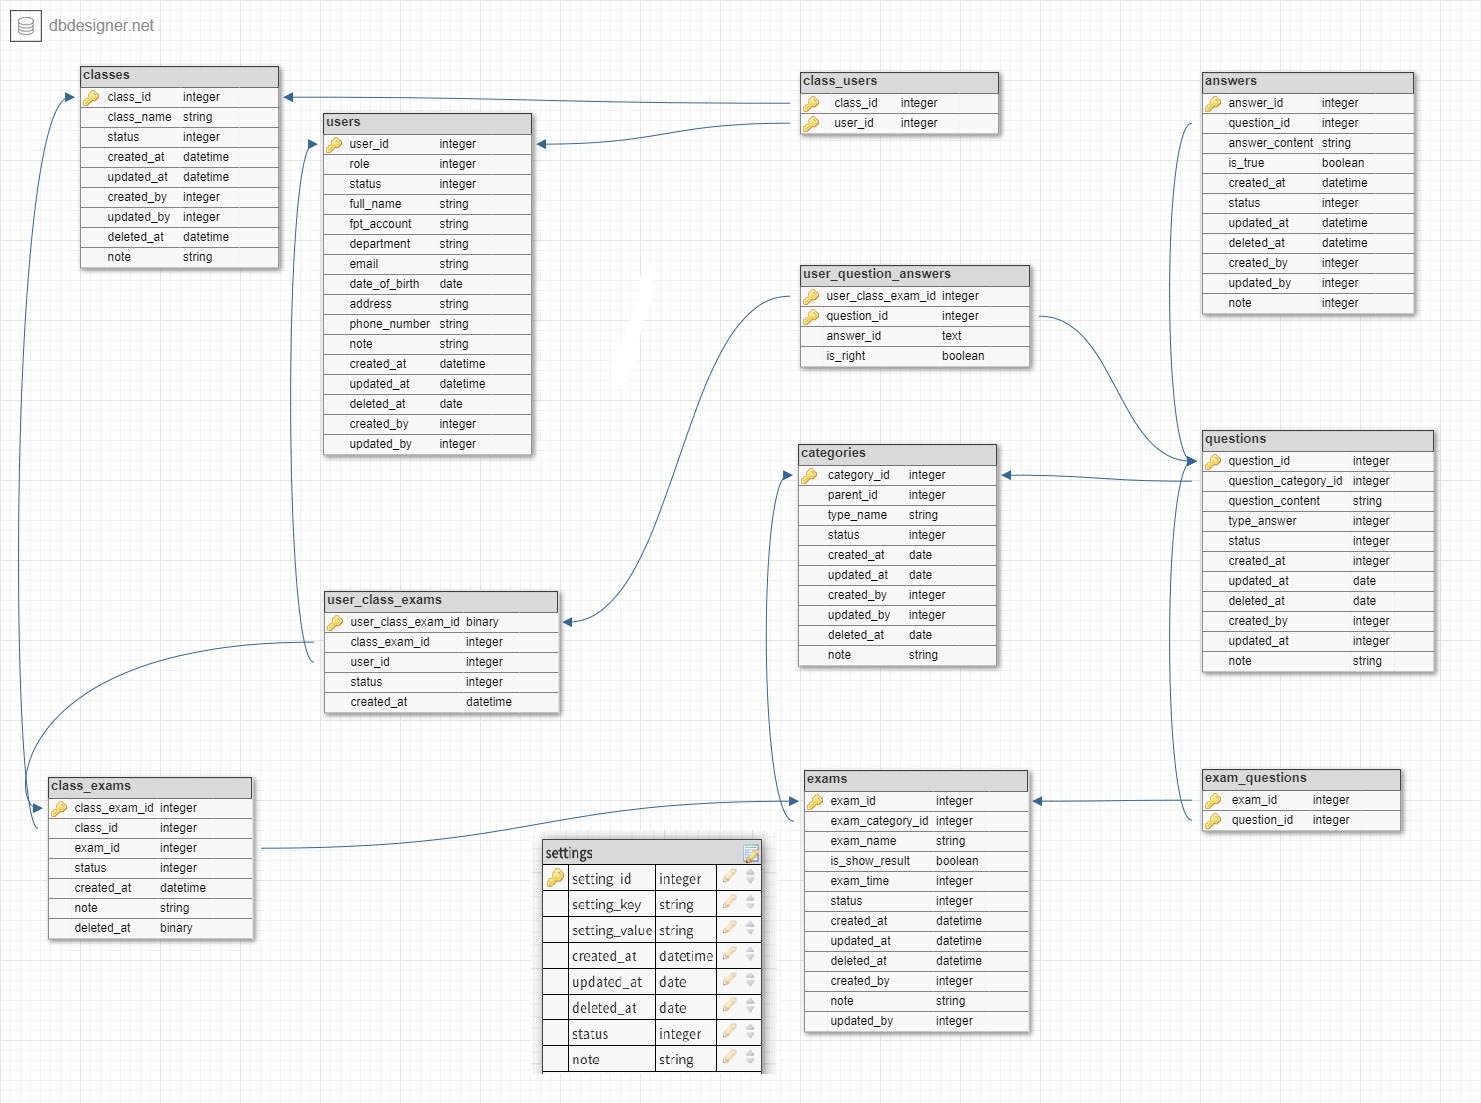 dbdesigner.net
classes
class_id integer
class_name string
status integer
created_at datetime
updated_at datetime
created_by integer
updated_by integer
deleted_at datetime
note string
users
user_id integer
role integer
status integer
full_name string
fpt_account string
department string
email string
date_of_birth date
address string
phone_number string
note string
created_at datetime
updated_at datetime
deleted_at date
created_by integer
updated_by integer
class_users
class_id integer
user_id integer
answers
answer_id integer
question_id integer
answer_content string
is_true boolean
created_at datetime
status integer
updated_at datetime
deleted_at datetime
created_by integer
updated_by integer
note integer
user_question_answers
user_class_exam_id integer
question_id integer
answer_id text
is_right boolean
categories
category_id integer
parent_id integer
type_name string
status integer
created_at date
updated_at date
created_by integer
updated_by integer
deleted_at date
note string
questions
question_id integer
question_category_id integer
question_content string
type_answer integer
status integer
created_at integer
updated_at date
deleted_at date
created_by integer
updated_at integer
note string
user_class_exams
user_class_exam_id binary
class_exam_id integer
user_id integer
status integer
created_at datetime
class_exams
class_exam_id integer
class_id integer
exam_id integer
status integer
created_at datetime
note string
deleted_at binary
settings
setting_id integer
setting_key string
setting_value string
created_at datetime
updated_at date
deleted_at date
status integer
note string
exams
exam_id integer
exam_category_id integer
exam_name string
is_show_result boolean
exam_time integer
status integer
created_at datetime
updated_at datetime
deleted_at datetime
created_by integer
note string
updated_by integer
exam_questions
exam_id integer
question_id integer